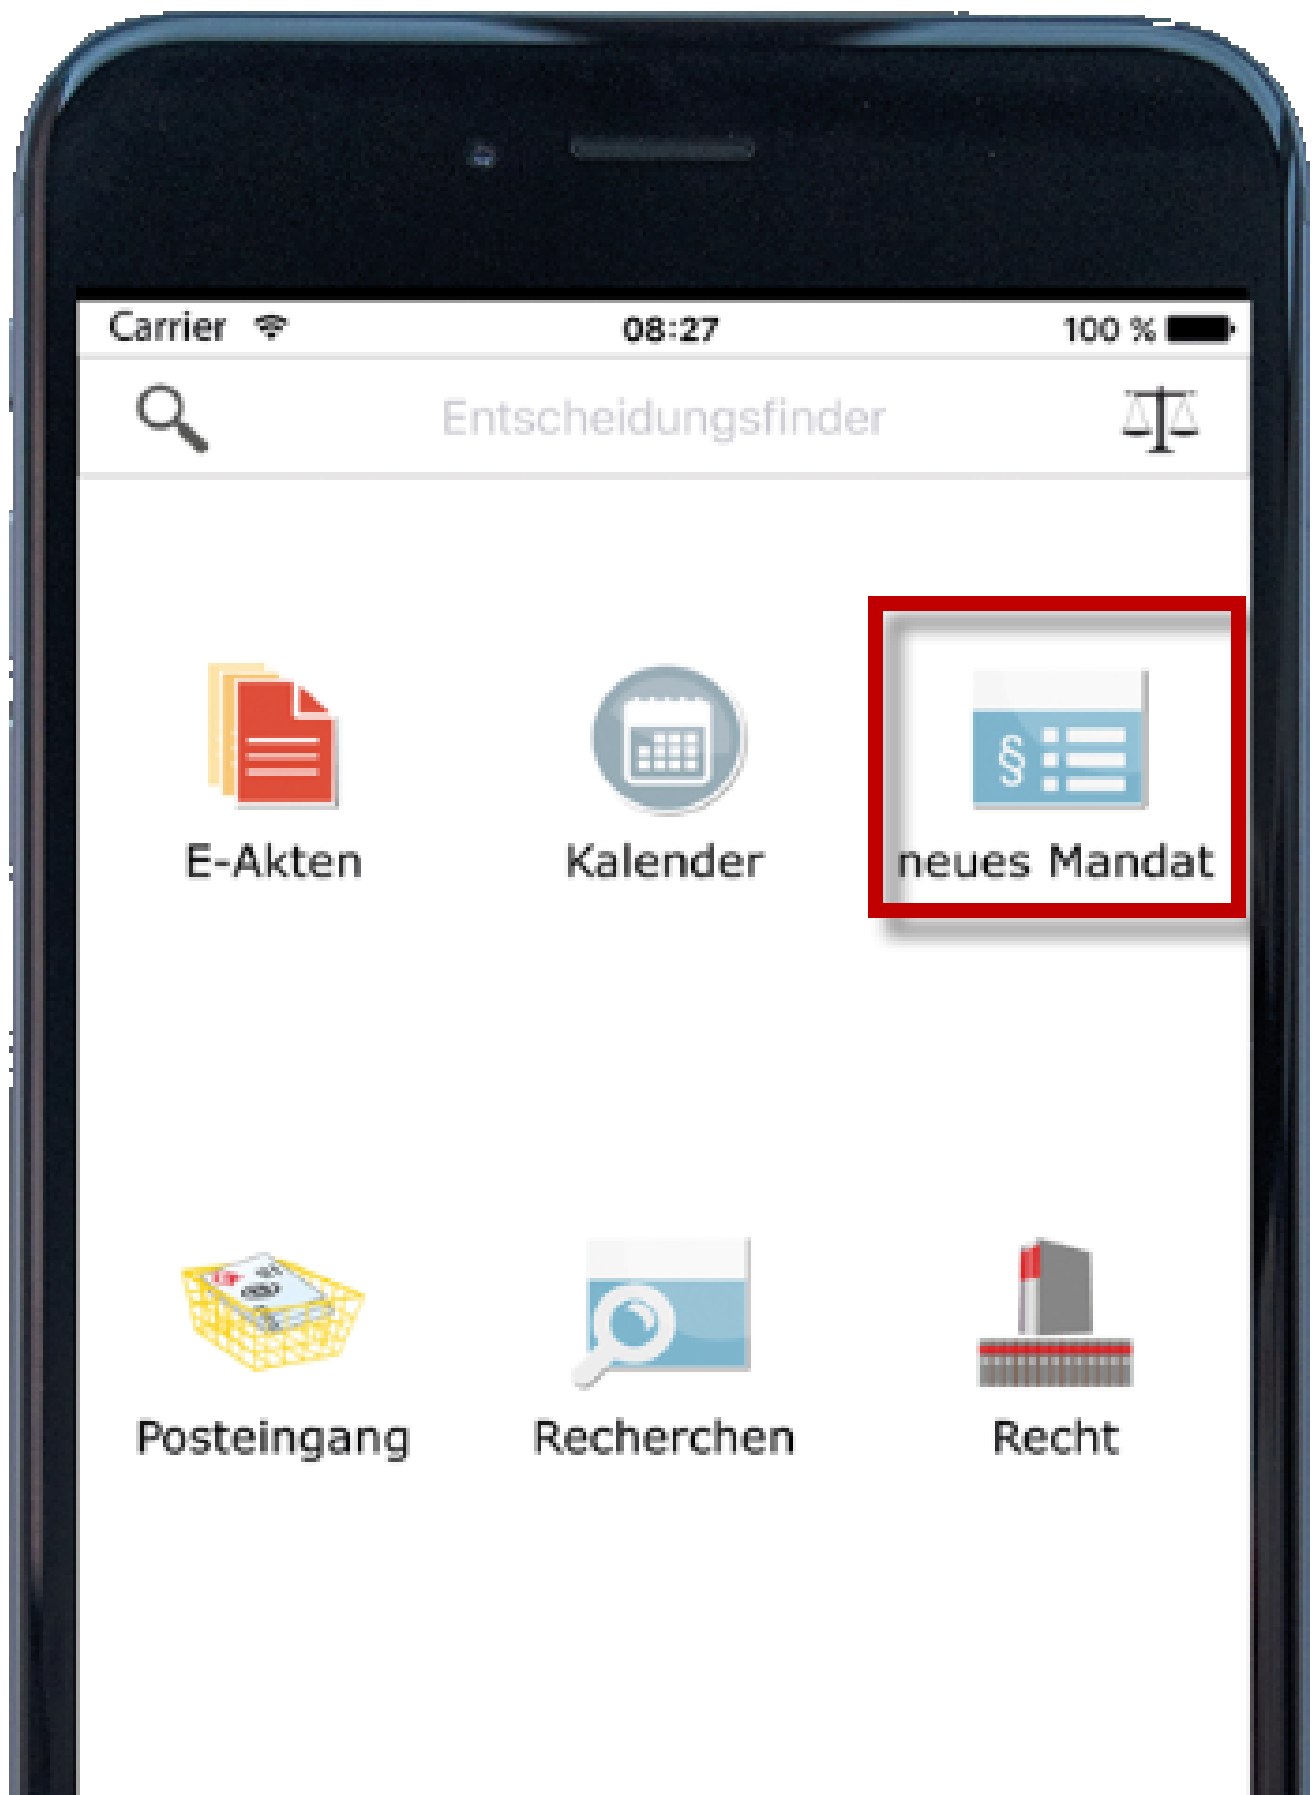 Carrier 08:27 100 %
Entscheidungsfinder
E-Akten Kalender neues Mandat
§
Posteingang Recherchen Recht